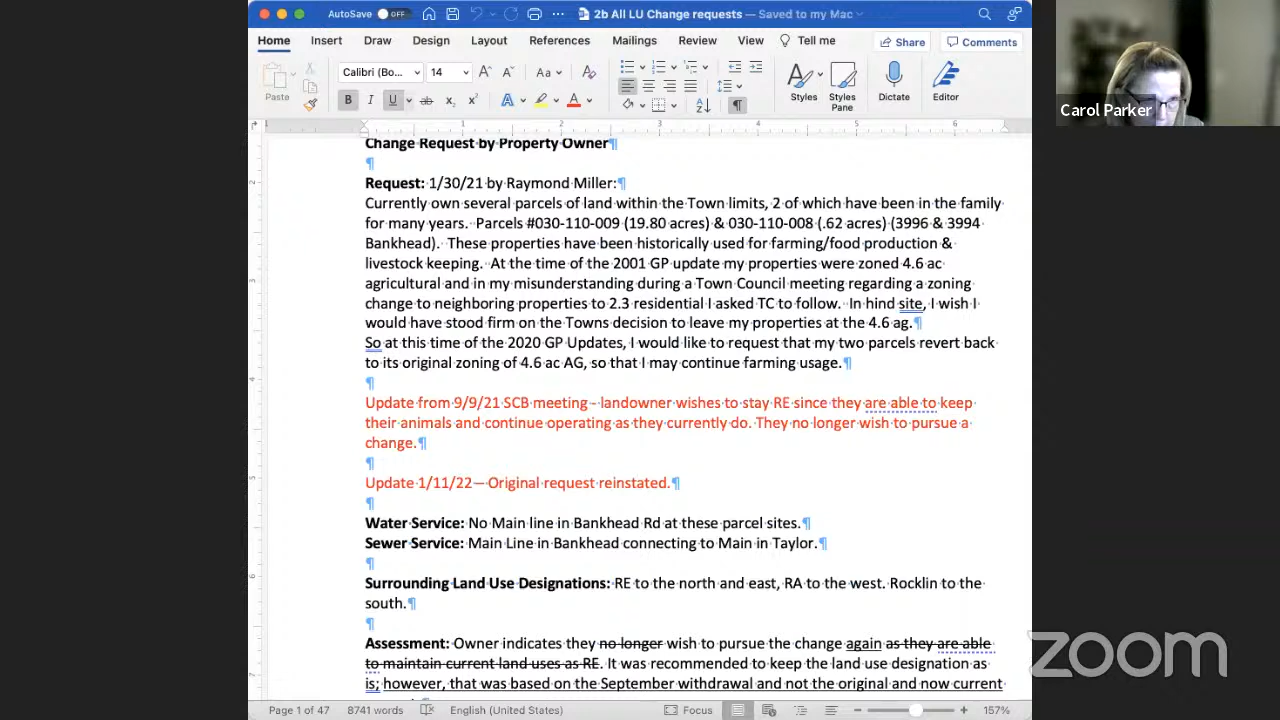 AutoSave OFF 2b All LU Change requests — Saved to my Mac
Home Insert Draw Design Layout References Mailings Review View Tell me Share Comments
Paste Calibri (Bo... 14 Aa Styles Styles Pane Dictate Editor
B I U ab x₂ x² A A
1 1 2 3 4 5 6
Change Request by Property Owner¶
¶
Request: 1/30/21 by Raymond Miller:¶
Currently own several parcels of land within the Town limits, 2 of which have been in the family
for many years. Parcels #030-110-009 (19.80 acres) & 030-110-008 (.62 acres) (3996 & 3994
Bankhead). These properties have been historically used for farming/food production &
livestock keeping. At the time of the 2001 GP update my properties were zoned 4.6 ac
agricultural and in my misunderstanding during a Town Council meeting regarding a zoning
change to neighboring properties to 2.3 residential I asked TC to follow. In hind site, I wish I
would have stood firm on the Towns decision to leave my properties at the 4.6 ag.¶
So at this time of the 2020 GP Updates, I would like to request that my two parcels revert back
to its original zoning of 4.6 ac AG, so that I may continue farming usage.¶
¶
Update from 9/9/21 SCB meeting - landowner wishes to stay RE since they are able to keep
their animals and continue operating as they currently do. They no longer wish to pursue a
change.¶
¶
Update 1/11/22— Original request reinstated.¶
¶
Water Service: No Main line in Bankhead Rd at these parcel sites.¶
Sewer Service: Main Line in Bankhead connecting to Main in Taylor.¶
¶
Surrounding Land Use Designations: RE to the north and east, RA to the west. Rocklin to the
south.¶
¶
Assessment: Owner indicates they no longer wish to pursue the change again as they are able
to maintain current land uses as RE. It was recommended to keep the land use designation as
is; however, that was based on the September withdrawal and not the original and now current
Page 1 of 47 8741 words English (United States) Focus 157%
Carol Parker
zoom